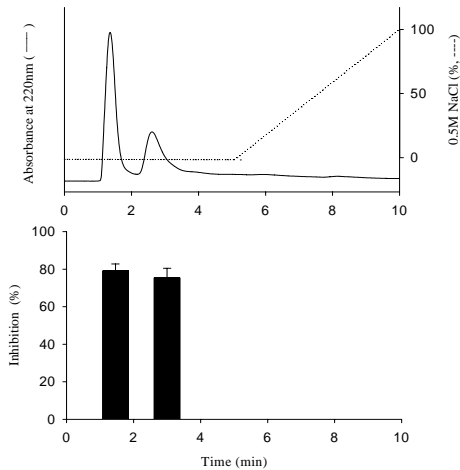 Absorbance at 220nm ( — )
100
50
0
0.5M NaCl (%, ----)
0 2 4 6 8 10
Inhibition (%)
100
80
60
40
20
0
0 2 4 6 8 10
Time (min)